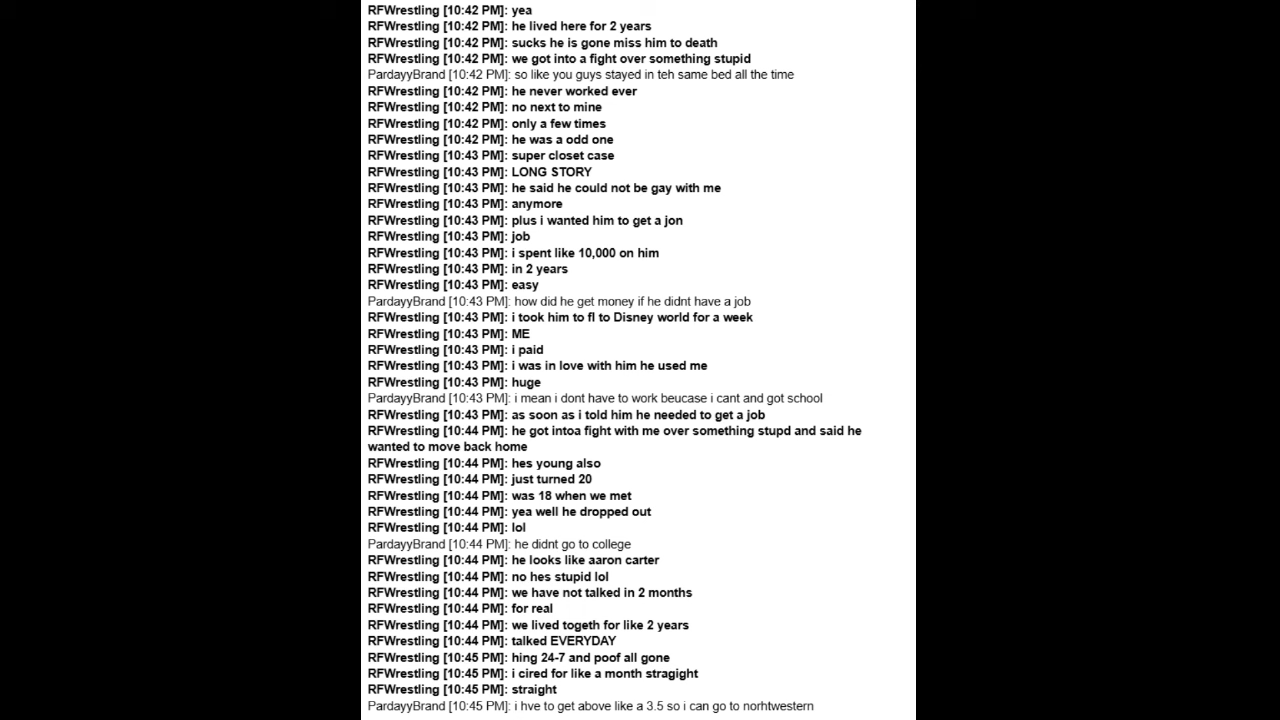 RFWrestling [10:42 PM]: yea
RFWrestling [10:42 PM]: he lived here for 2 years
RFWrestling [10:42 PM]: sucks he is gone miss him to death
RFWrestling [10:42 PM]: we got into a fight over something stupid
PardayyBrand [10:42 PM]: so like you guys stayed in teh same bed all the time
RFWrestling [10:42 PM]: he never worked ever
RFWrestling [10:42 PM]: no next to mine
RFWrestling [10:42 PM]: only a few times
RFWrestling [10:42 PM]: he was a odd one
RFWrestling [10:43 PM]: super closet case
RFWrestling [10:43 PM]: LONG STORY
RFWrestling [10:43 PM]: he said he could not be gay with me
RFWrestling [10:43 PM]: anymore
RFWrestling [10:43 PM]: plus i wanted him to get a jon
RFWrestling [10:43 PM]: job
RFWrestling [10:43 PM]: i spent like 10,000 on him
RFWrestling [10:43 PM]: in 2 years
RFWrestling [10:43 PM]: easy
PardayyBrand [10:43 PM]: how did he get money if he didnt have a job
RFWrestling [10:43 PM]: i took him to fl to Disney world for a week
RFWrestling [10:43 PM]: ME
RFWrestling [10:43 PM]: i paid
RFWrestling [10:43 PM]: i was in love with him he used me
RFWrestling [10:43 PM]: huge
PardayyBrand [10:43 PM]: i mean i dont have to work beucase i cant and got school
RFWrestling [10:43 PM]: as soon as i told him he needed to get a job
RFWrestling [10:44 PM]: he got intoa fight with me over something stupd and said he
wanted to move back home
RFWrestling [10:44 PM]: hes young also
RFWrestling [10:44 PM]: just turned 20
RFWrestling [10:44 PM]: was 18 when we met
RFWrestling [10:44 PM]: yea well he dropped out
RFWrestling [10:44 PM]: lol
PardayyBrand [10:44 PM]: he didnt go to college
RFWrestling [10:44 PM]: he looks like aaron carter
RFWrestling [10:44 PM]: no hes stupid lol
RFWrestling [10:44 PM]: we have not talked in 2 months
RFWrestling [10:44 PM]: for real
RFWrestling [10:44 PM]: we lived togeth for like 2 years
RFWrestling [10:44 PM]: talked EVERYDAY
RFWrestling [10:45 PM]: hing 24-7 and poof all gone
RFWrestling [10:45 PM]: i cired for like a month stragight
RFWrestling [10:45 PM]: straight
PardayyBrand [10:45 PM]: i hve to get above like a 3.5 so i can go to norhtwestern